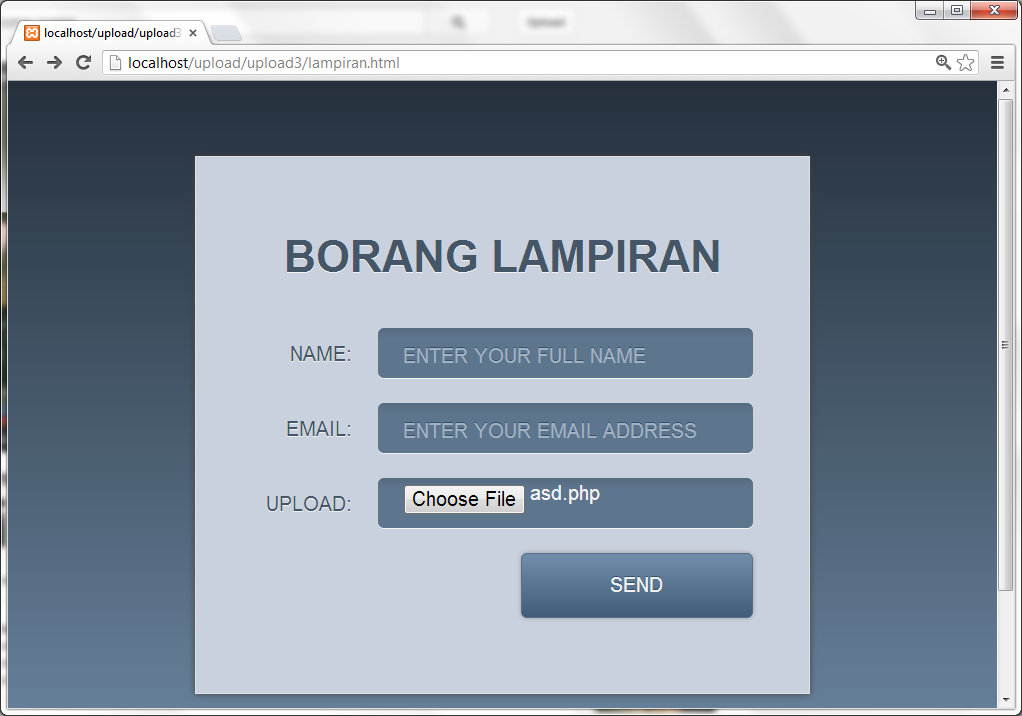 localhost/upload/upload3
localhost/upload/upload3/lampiran.html
BORANG LAMPIRAN
NAME: ENTER YOUR FULL NAME
EMAIL: ENTER YOUR EMAIL ADDRESS
UPLOAD: Choose File asd.php
SEND